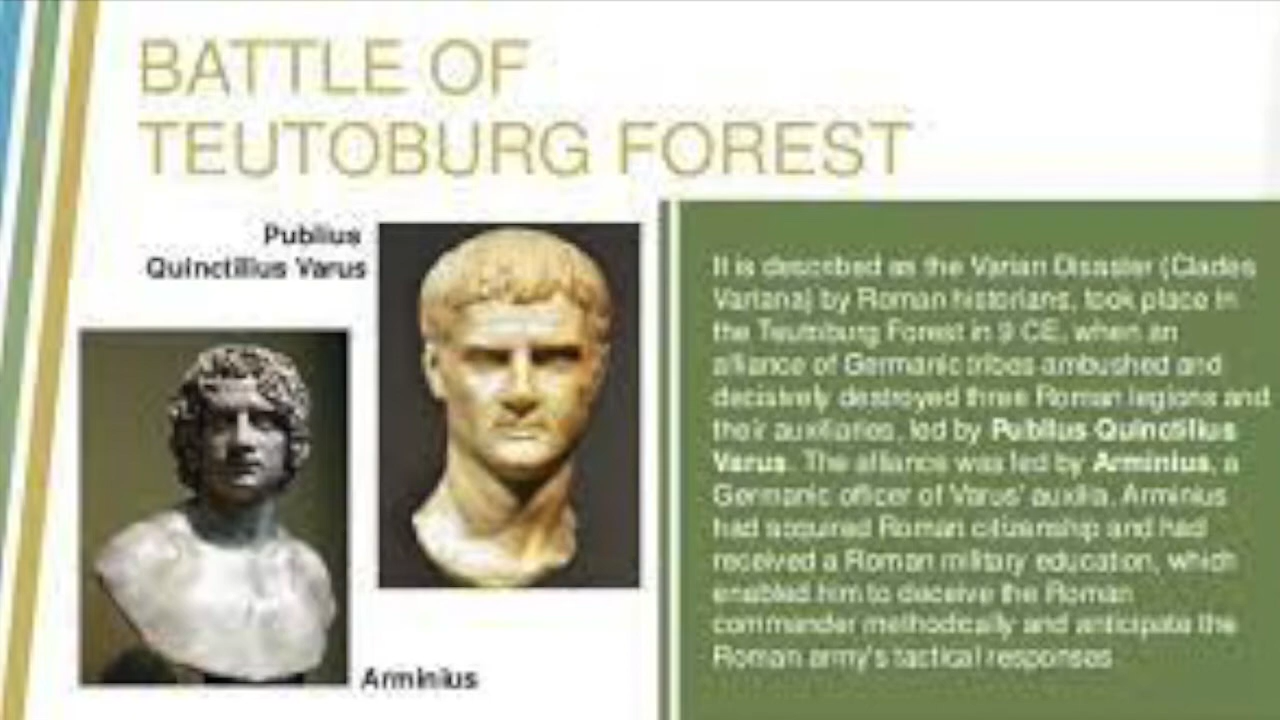 BATTLE OF
TEUTOBURG FOREST
Publius
Quinctilius Varus
Arminius
It is described as the Varian Disaster (Clades
Variana) by Roman historians, took place in
the Teutoburg Forest in 9 CE, when an
alliance of Germanic tribes ambushed and
decisively destroyed three Roman legions and
their auxiliaries, led by Publius Quinctilius
Varus. The alliance was led by Arminius, a
Germanic officer of Varus' auxilia. Arminius
had acquired Roman citizenship and had
received a Roman military education, which
enabled him to deceive the Roman
commander methodically and anticipate the
Roman army's tactical responses